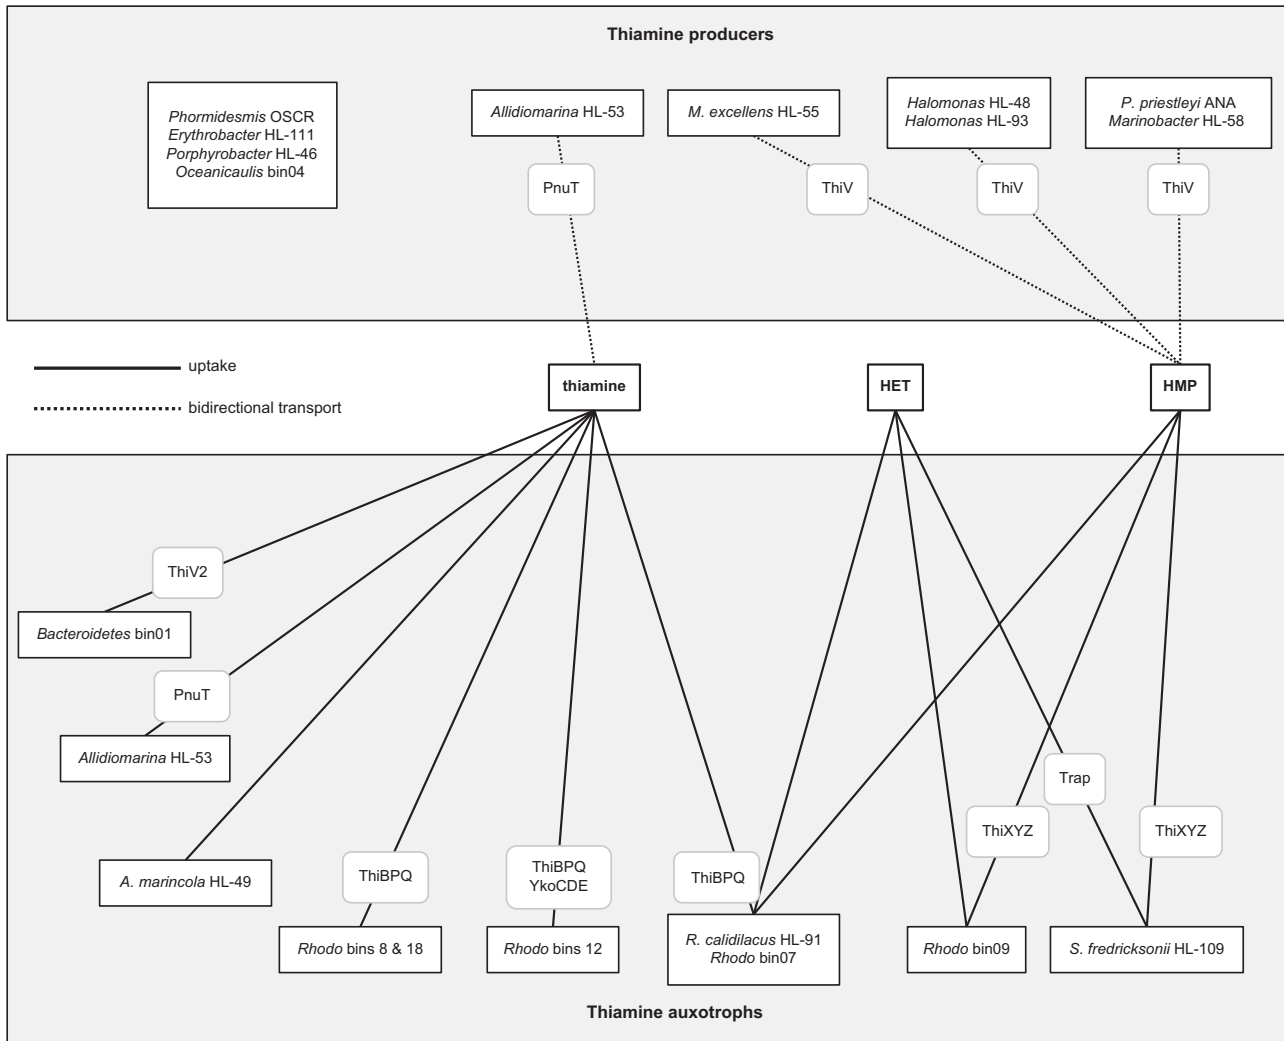 Thiamine producers
Phormidesmis OSCR
Erythrobacter HL-111
Porphyrobacter HL-46
Oceanicaulis bin04
Allidiomarina HL-53
M. excellens HL-55
Halomonas HL-48
Halomonas HL-93
P. priestleyi ANA
Marinobacter HL-58
PnuT
ThiV
ThiV
ThiV
uptake
bidirectional transport
thiamine
HET
HMP
ThiV2
Bacteroidetes bin01
PnuT
Allidiomarina HL-53
Trap
ThiXYZ
ThiXYZ
A. marincola HL-49
ThiBPQ
ThiBPQ
YkoCDE
ThiBPQ
Rhodo bins 8 & 18
Rhodo bins 12
R. calidilacus HL-91
Rhodo bin07
Rhodo bin09
S. fredricksonii HL-109
Thiamine auxotrophs